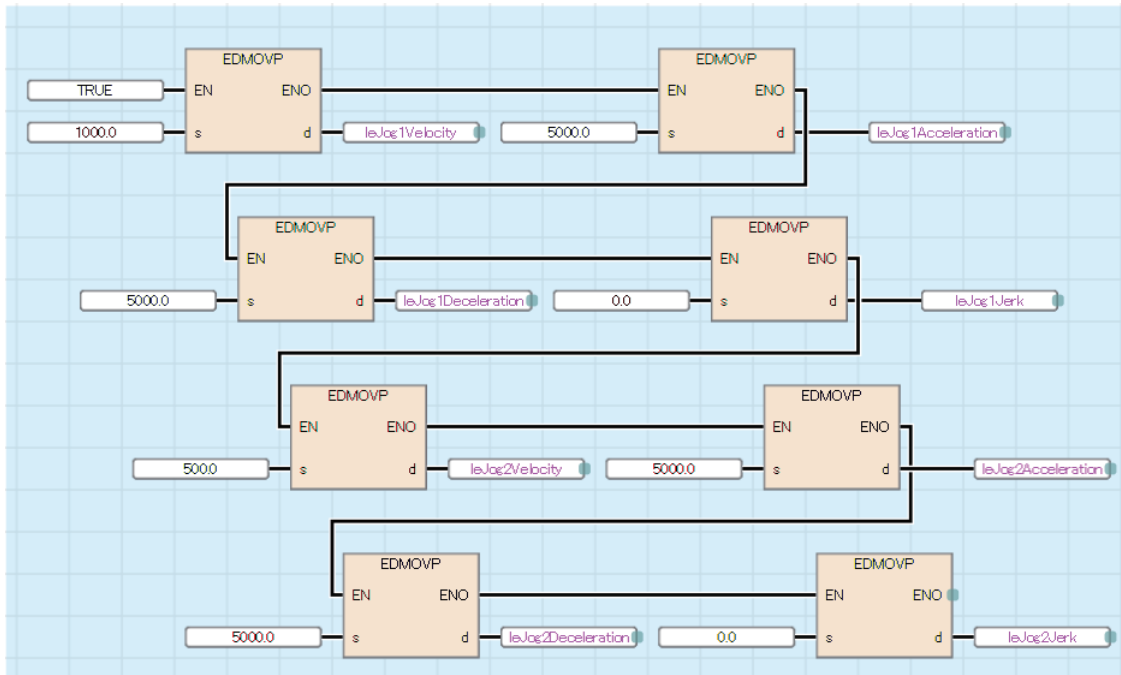 EDMOVP EDMOVP
TRUE EN ENO EN ENO
1000.0 s d leJog1Velocity 5000.0 s d leJog1Acceleration
EDMOVP EDMOVP
EN ENO EN ENO
5000.0 s d leJog1Deceleration 0.0 s d leJog1Jerk
EDMOVP EDMOVP
EN ENO EN ENO
500.0 s d leJog2Velocity 5000.0 s d leJog2Acceleration
EDMOVP EDMOVP
EN ENO EN ENO
5000.0 s d leJog2Deceleration 0.0 s d leJog2Jerk